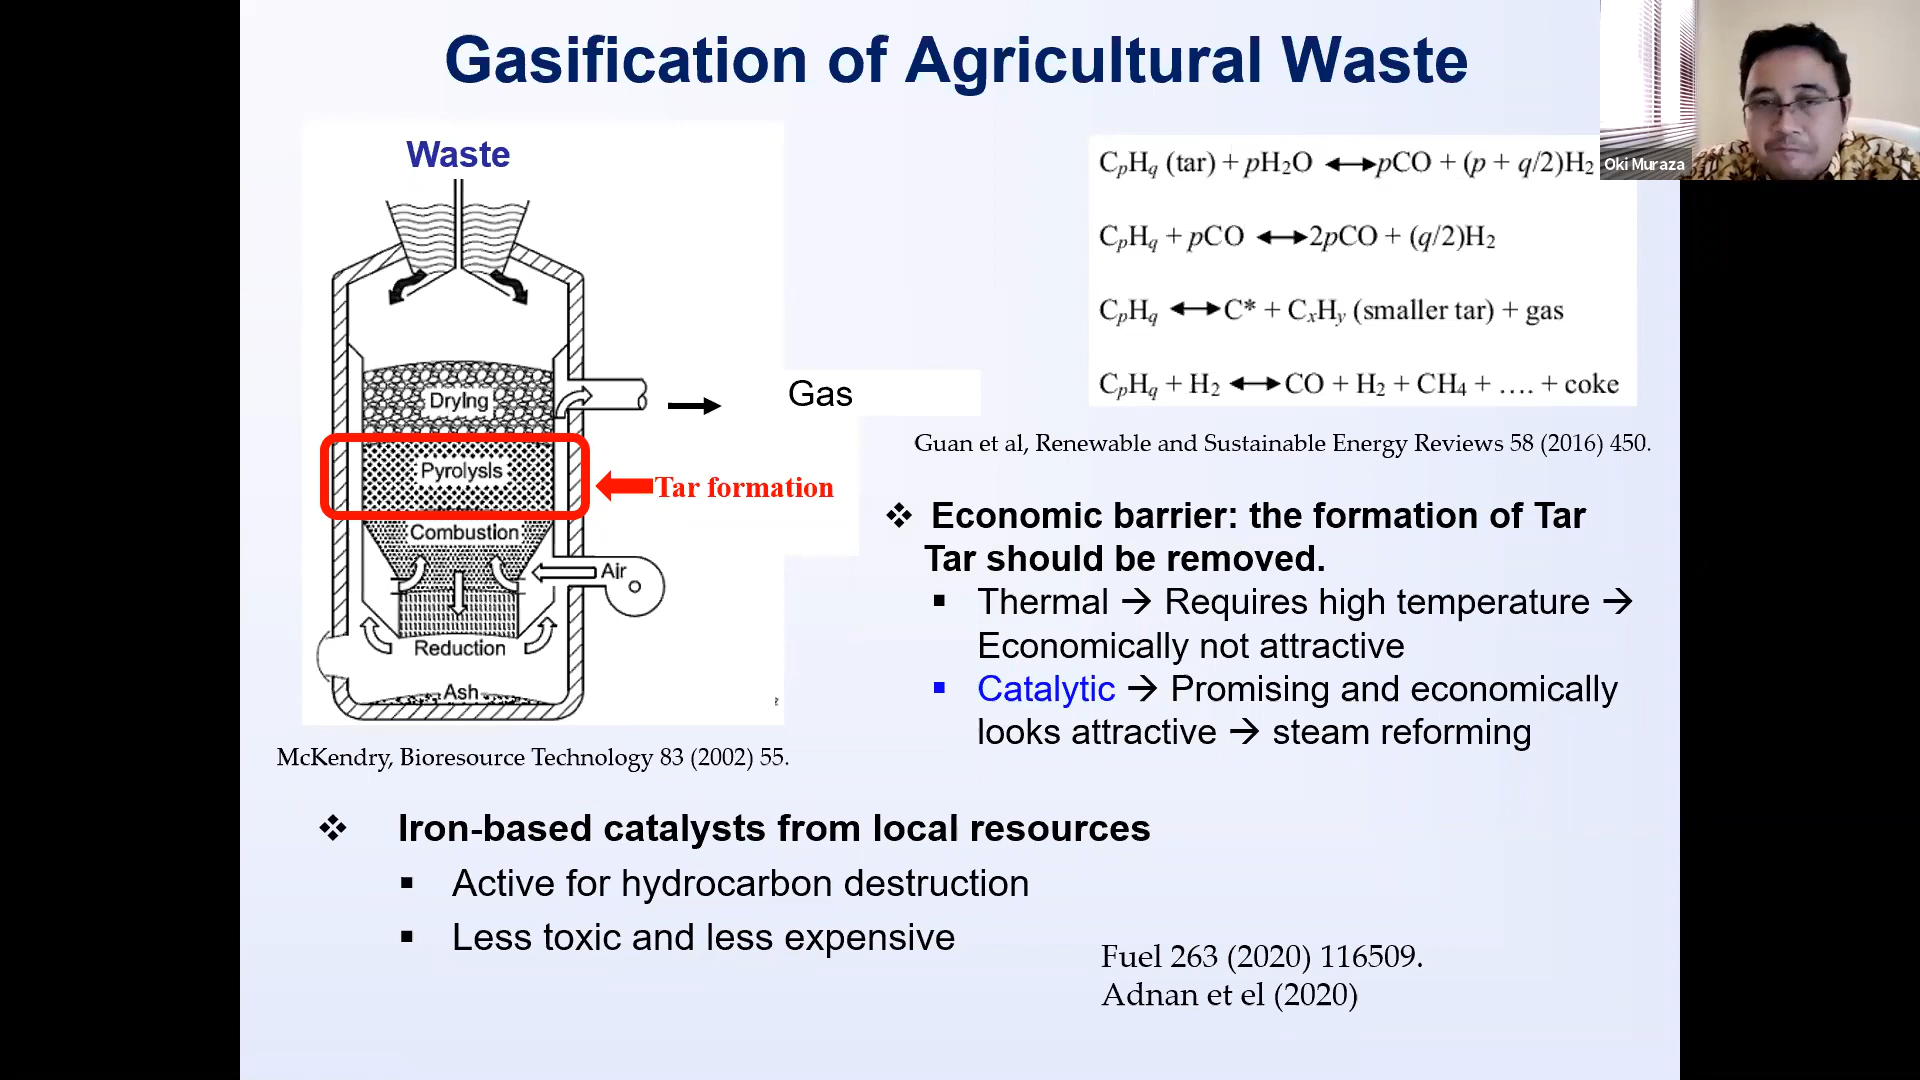 Gasification of Agricultural Waste
Waste
Drying
Pyrolysis
Combustion
Air
Reduction
Ash
Gas
Tar formation
McKendry, Bioresource Technology 83 (2002) 55.
CpHq (tar) + pH2O ↔ pCO + (p + q/2)H2
CpHq + pCO ↔ 2pCO + (q/2)H2
CpHq ↔ C* + CxHy (smaller tar) + gas
CpHq + H2 ↔ CO + H2 + CH4 + .... + coke
Guan et al, Renewable and Sustainable Energy Reviews 58 (2016) 450.
Oki Muraza
❖ Economic barrier: the formation of Tar
Tar should be removed.
▪ Thermal → Requires high temperature →
Economically not attractive
▪ Catalytic → Promising and economically
looks attractive → steam reforming
❖ Iron-based catalysts from local resources
▪ Active for hydrocarbon destruction
▪ Less toxic and less expensive
Fuel 263 (2020) 116509.
Adnan et el (2020)